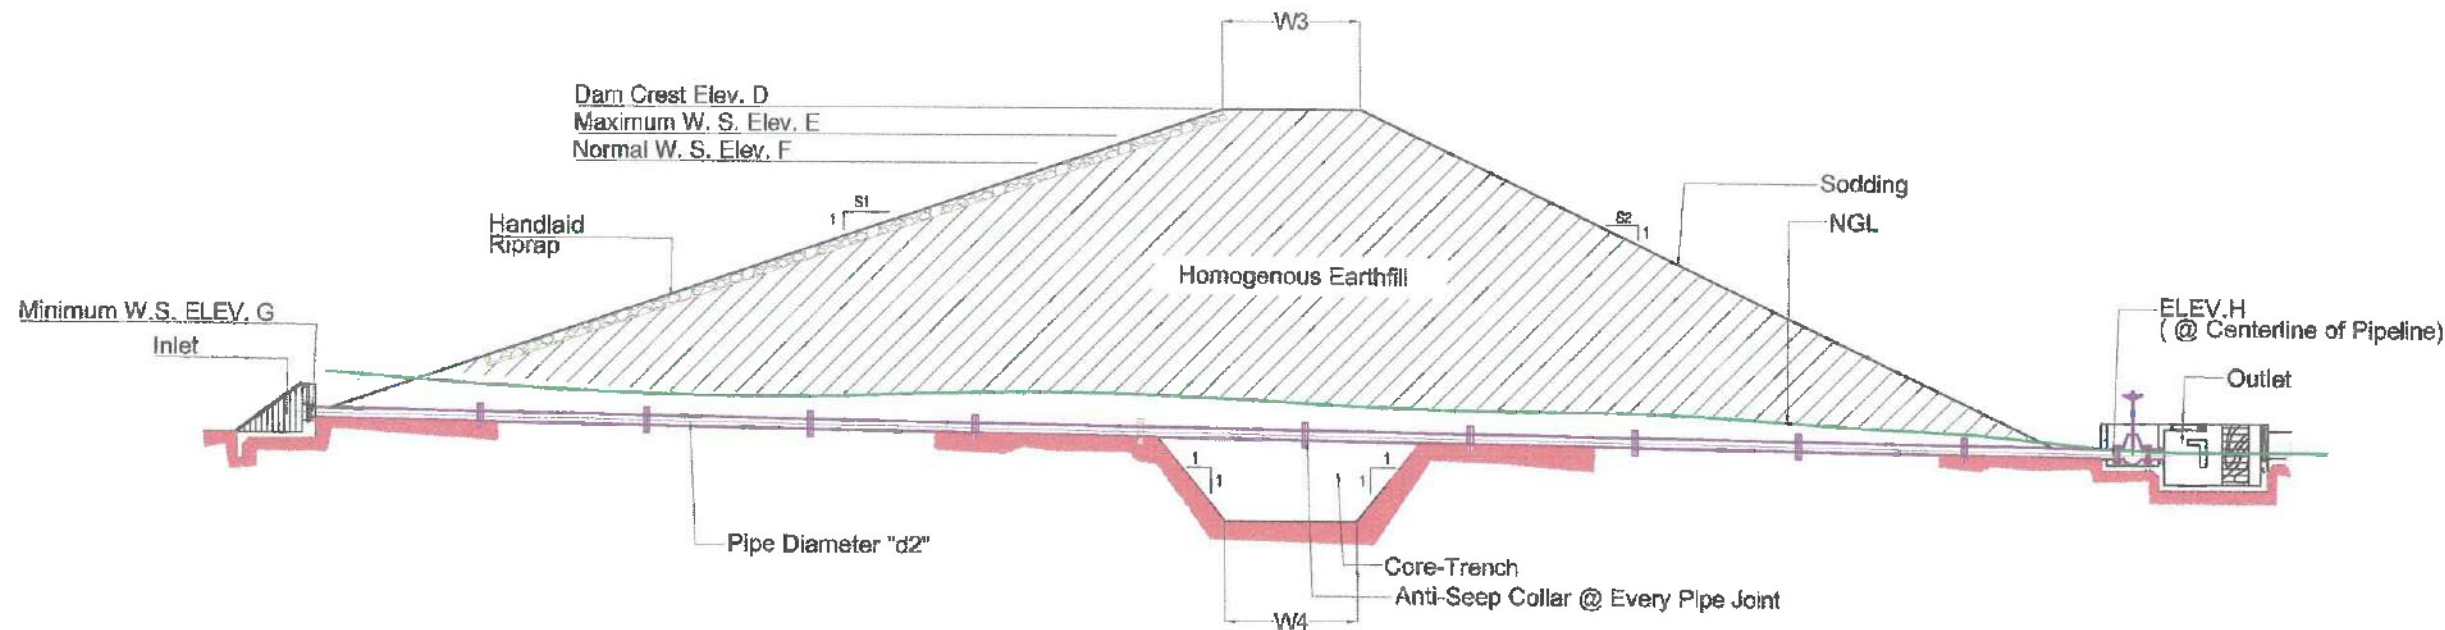 W3
Dam Crest Elev. D
Maximum W. S. Elev. E
Normal W. S. Elev. F
Sodding
S1
1
S2
1
Handlaid
Riprap
NGL
Homogenous Earthfill
Minimum W.S. ELEV. G
ELEV.H
( @ Centerline of Pipeline)
Inlet
Outlet
1
1
1
1
Pipe Diameter "d2"
Core-Trench
Anti-Seep Collar @ Every Pipe Joint
W4